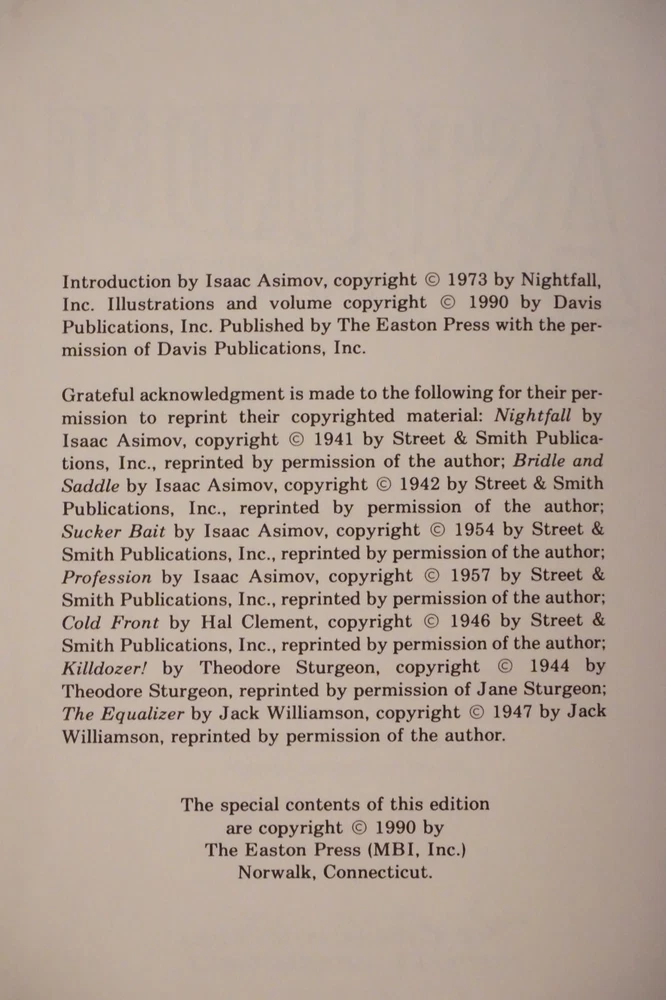 Introduction by Isaac Asimov, copyright © 1973 by Nightfall,
Inc. Illustrations and volume copyright © 1990 by Davis
Publications, Inc. Published by The Easton Press with the per-
mission of Davis Publications, Inc.
Grateful acknowledgment is made to the following for their per-
mission to reprint their copyrighted material: Nightfall by
Isaac Asimov, copyright © 1941 by Street & Smith Publica-
tions, Inc., reprinted by permission of the author; Bridle and
Saddle by Isaac Asimov, copyright © 1942 by Street & Smith
Publications, Inc., reprinted by permission of the author;
Sucker Bait by Isaac Asimov, copyright © 1954 by Street &
Smith Publications, Inc., reprinted by permission of the author;
Profession by Isaac Asimov, copyright © 1957 by Street &
Smith Publications, Inc., reprinted by permission of the author;
Cold Front by Hal Clement, copyright © 1946 by Street &
Smith Publications, Inc., reprinted by permission of the author;
Killdozer! by Theodore Sturgeon, copyright © 1944 by
Theodore Sturgeon, reprinted by permission of Jane Sturgeon;
The Equalizer by Jack Williamson, copyright © 1947 by Jack
Williamson, reprinted by permission of the author.
The special contents of this edition
are copyright © 1990 by
The Easton Press (MBI, Inc.)
Norwalk, Connecticut.